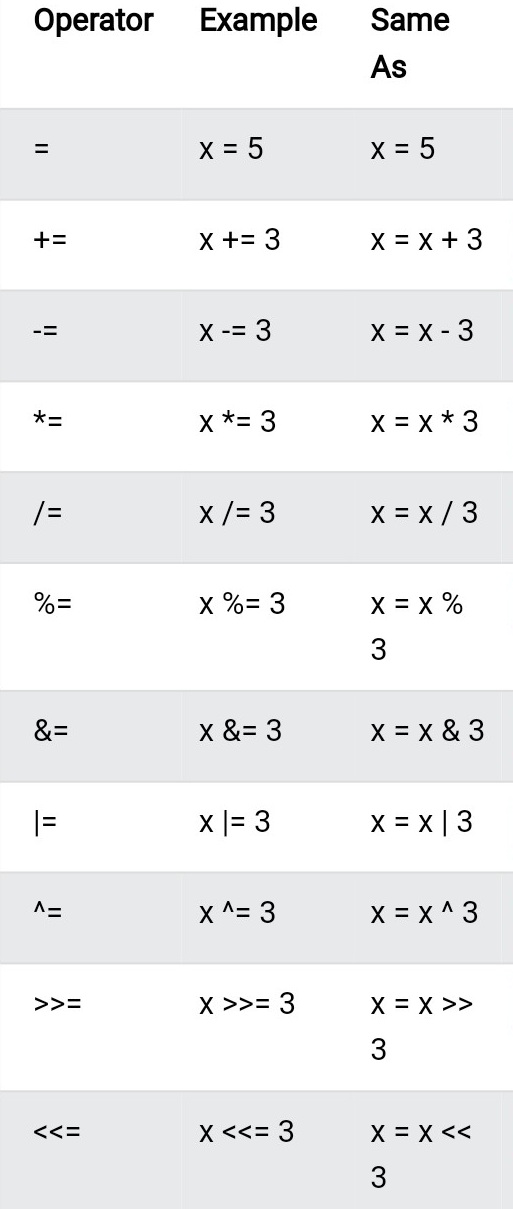 Operator Example Same
As
= x = 5 x = 5
+= x += 3 x = x + 3
-= x -= 3 x = x - 3
*= x *= 3 x = x * 3
/= x /= 3 x = x / 3
%= x %= 3 x = x %
3
&= x &= 3 x = x & 3
|= x |= 3 x = x | 3
^= x ^= 3 x = x ^ 3
>>= x >>= 3 x = x >>
3
<<= x <<= 3 x = x <<
3